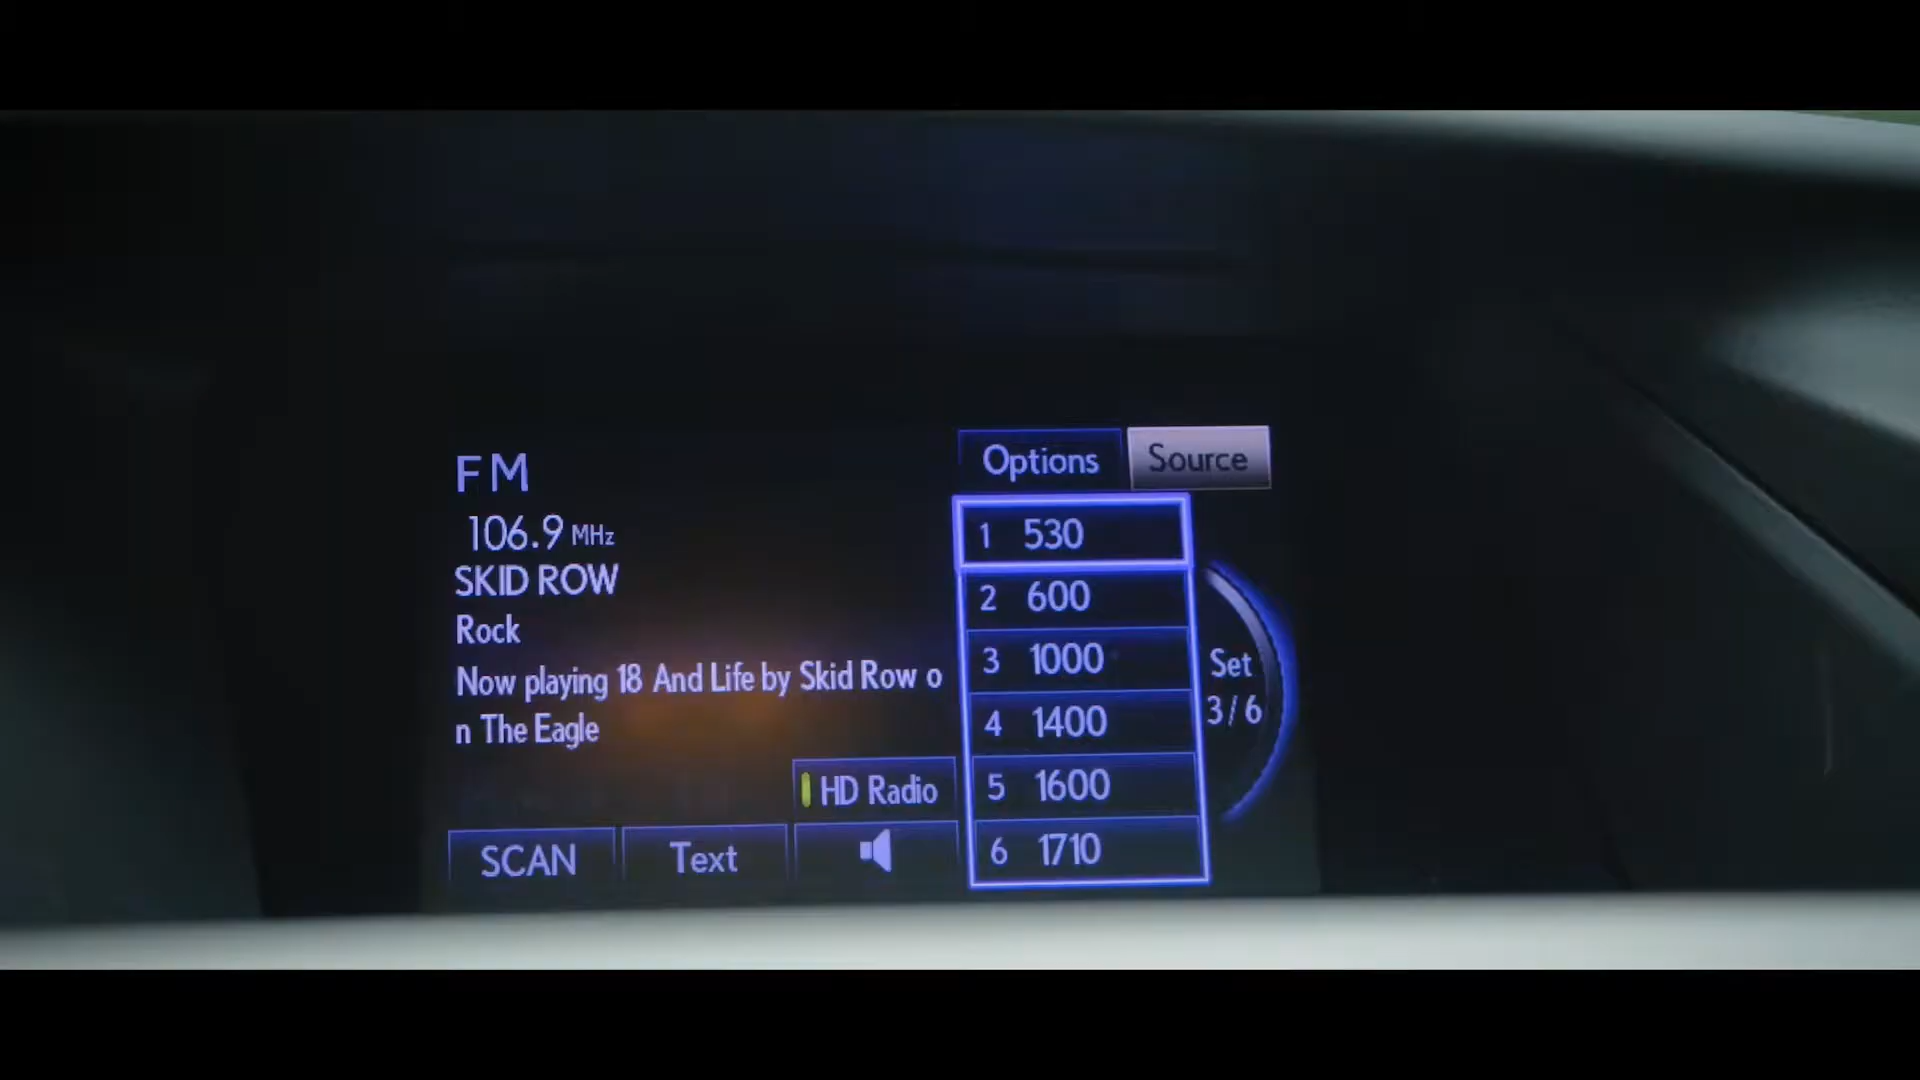 FM
106.9 MHz
SKID ROW
Rock
Now playing 18 And Life by Skid Row o
n The Eagle
HD Radio
SCAN
Text
Options
Source
1 530
2 600
3 1000
4 1400
5 1600
6 1710
Set
3/6